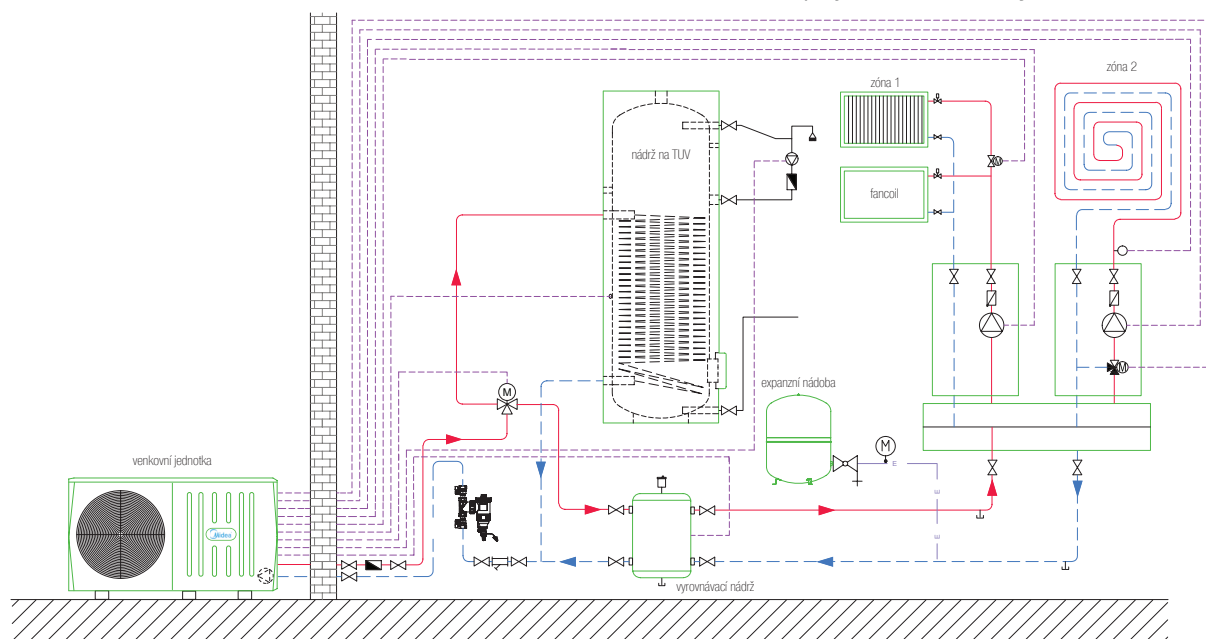 zóna 1
zóna 2
nádrž na TUV
fancoil
expanzní nádoba
M
M
M
M
E
E
E
venkovní jednotka
Midea
vyrovnávací nádrž